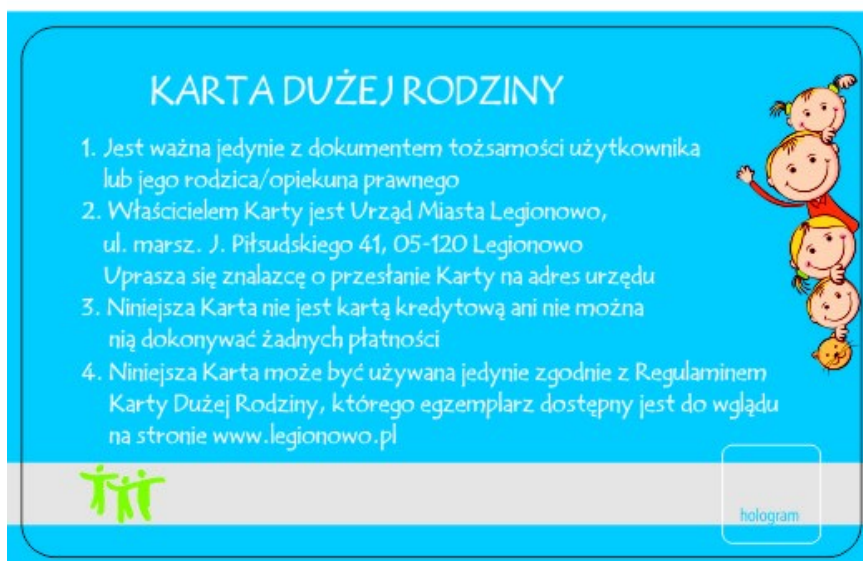 KARTA DUŻEJ RODZINY
1. Jest ważna jedynie z dokumentem tożsamości użytkownika
lub jego rodzica/opiekuna prawnego
2. Właścicielem Karty jest Urząd Miasta Legionowo,
ul. marsz. J. Piłsudskiego 41, 05-120 Legionowo
Uprasza się znalazcę o przesłanie Karty na adres urzędu
3. Niniejsza Karta nie jest kartą kredytową ani nie można
nią dokonywać żadnych płatności
4. Niniejsza Karta może być używana jedynie zgodnie z Regulaminem
Karty Dużej Rodziny, którego egzemplarz dostępny jest do wglądu
na stronie www.legionowo.pl
hologram